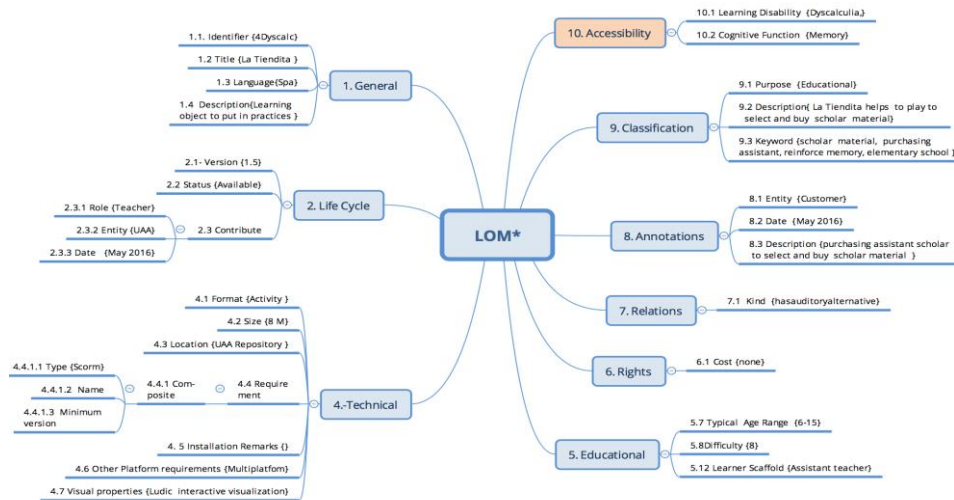 LOM*
1. General
1.1. Identifier {4Dyscalc}
1.2 Title {La Tiendita }
1.3 Language{Spa}
1.4 Description{Learning
object to put in practices }
2. Life Cycle
2.1- Version {1.5}
2.2 Status {Available}
2.3 Contribute
2.3.1 Role {Teacher}
2.3.2 Entity {UAA}
2.3.3 Date {May 2016}
4.-Technical
4.1 Format {Activity }
4.2 Size {8 M}
4.3 Location {UAA Repository }
4.4 Require
ment
4.4.1 Com-
posite
4.4.1.1 Type {Scorm}
4.4.1.2 Name
4.4.1.3 Minimum
version
4. 5 Installation Remarks {}
4.6 Other Platform requirements {Multiplatfom}
4.7 Visual properties {Ludic interactive visualization}
10. Accessibility
10.1 Learning Disability {Dyscalculia,}
10.2 Cognitive Function {Memory}
9. Classification
9.1 Purpose {Educational}
9.2 Description{ La Tiendita helps to play to
select and buy scholar material}
9.3 Keyword {scholar material, purchasing
assistant, reinforce memory, elementary school }
8. Annotations
8.1 Entity {Customer}
8.2 Date {May 2016}
8.3 Description {purchasing assistant scholar
to select and buy scholar material }
7. Relations
7.1 Kind {hasauditoryalternative}
6. Rights
6.1 Cost {none}
5. Educational
5.7 Typical Age Range {6-15}
5.8Difficulty {8}
5.12 Learner Scaffold {Assistant teacher}